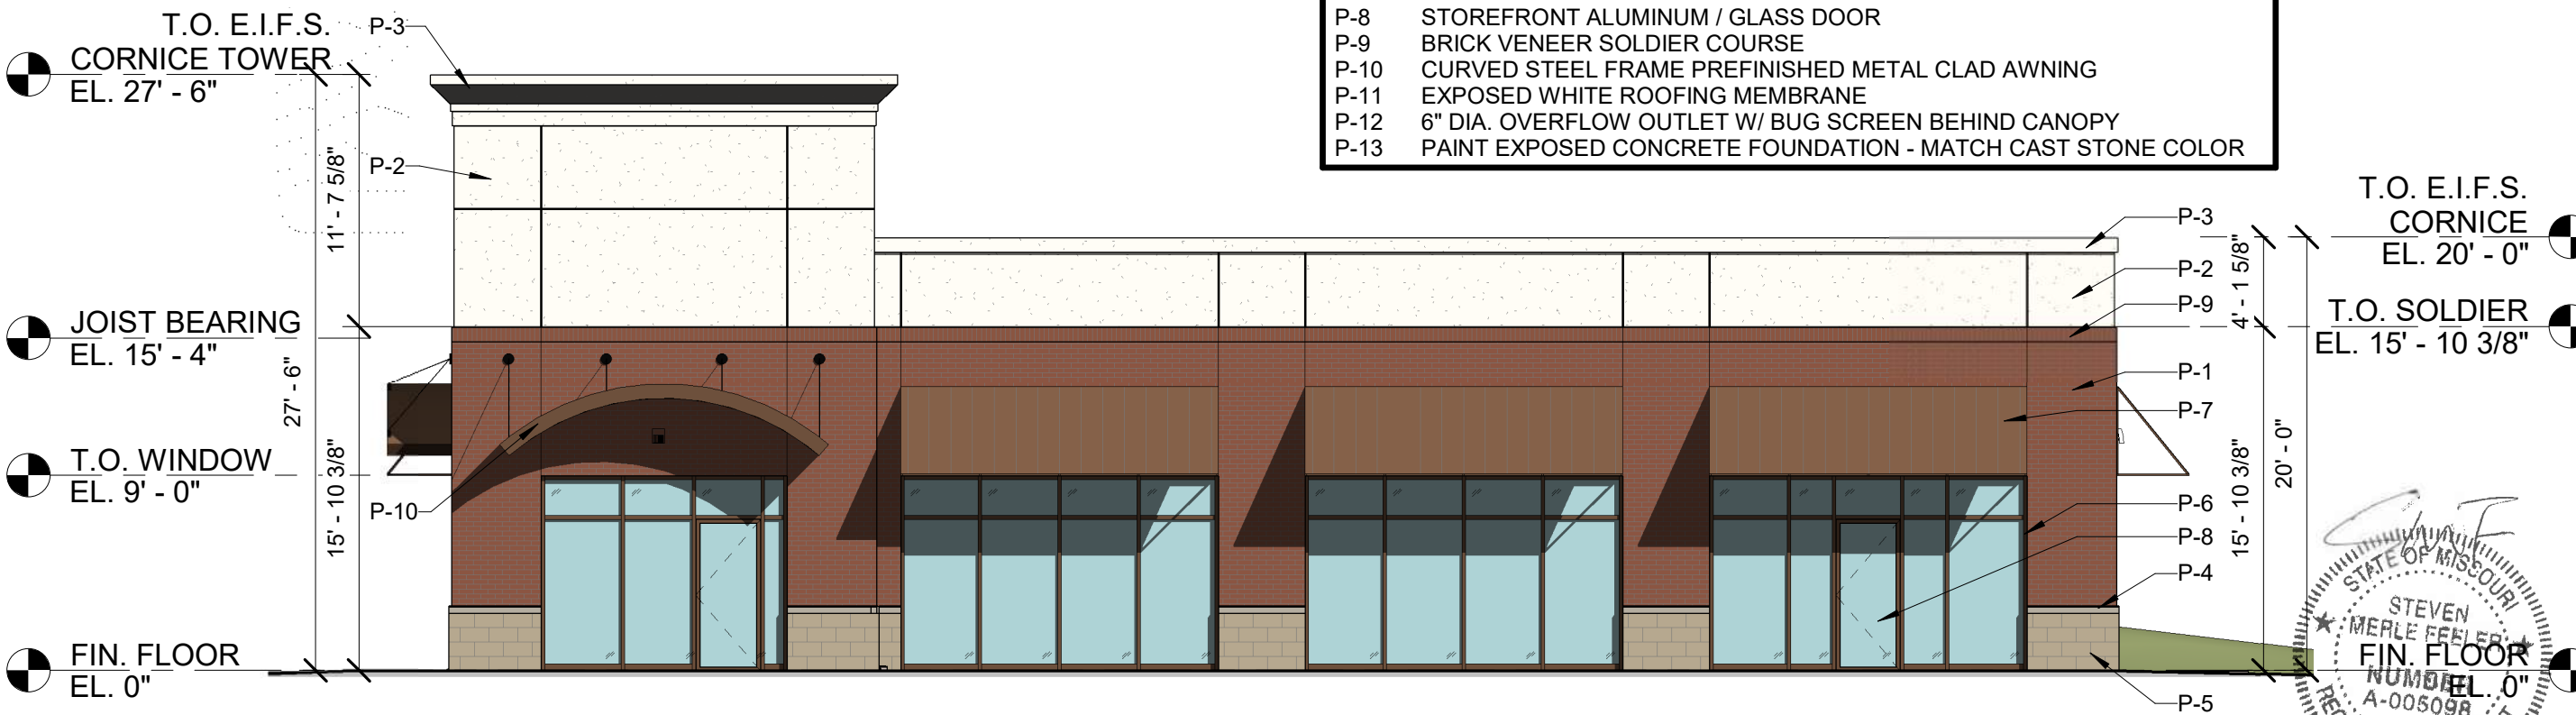 P-8 STOREFRONT ALUMINUM / GLASS DOOR
P-9 BRICK VENEER SOLDIER COURSE
P-10 CURVED STEEL FRAME PREFINISHED METAL CLAD AWNING
P-11 EXPOSED WHITE ROOFING MEMBRANE
P-12 6" DIA. OVERFLOW OUTLET W/ BUG SCREEN BEHIND CANOPY
P-13 PAINT EXPOSED CONCRETE FOUNDATION - MATCH CAST STONE COLOR
T.O. E.I.F.S.
CORNICE TOWER
EL. 27' - 6"
JOIST BEARING
EL. 15' - 4"
T.O. WINDOW
EL. 9' - 0"
FIN. FLOOR
EL. 0"
27' - 6"
11' - 7 5/8"
15' - 10 3/8"
P-3
P-2
P-10
P-3
P-2
P-9
P-1
P-7
P-6
P-8
P-4
P-5
4' - 1 5/8"
15' - 10 3/8"
20' - 0"
T.O. E.I.F.S.
CORNICE
EL. 20' - 0"
T.O. SOLDIER
EL. 15' - 10 3/8"
FIN. FLOOR
EL. 0"
STATE OF MISSOURI
STEVEN
MERLE FEELER
NUMBER
A-005098